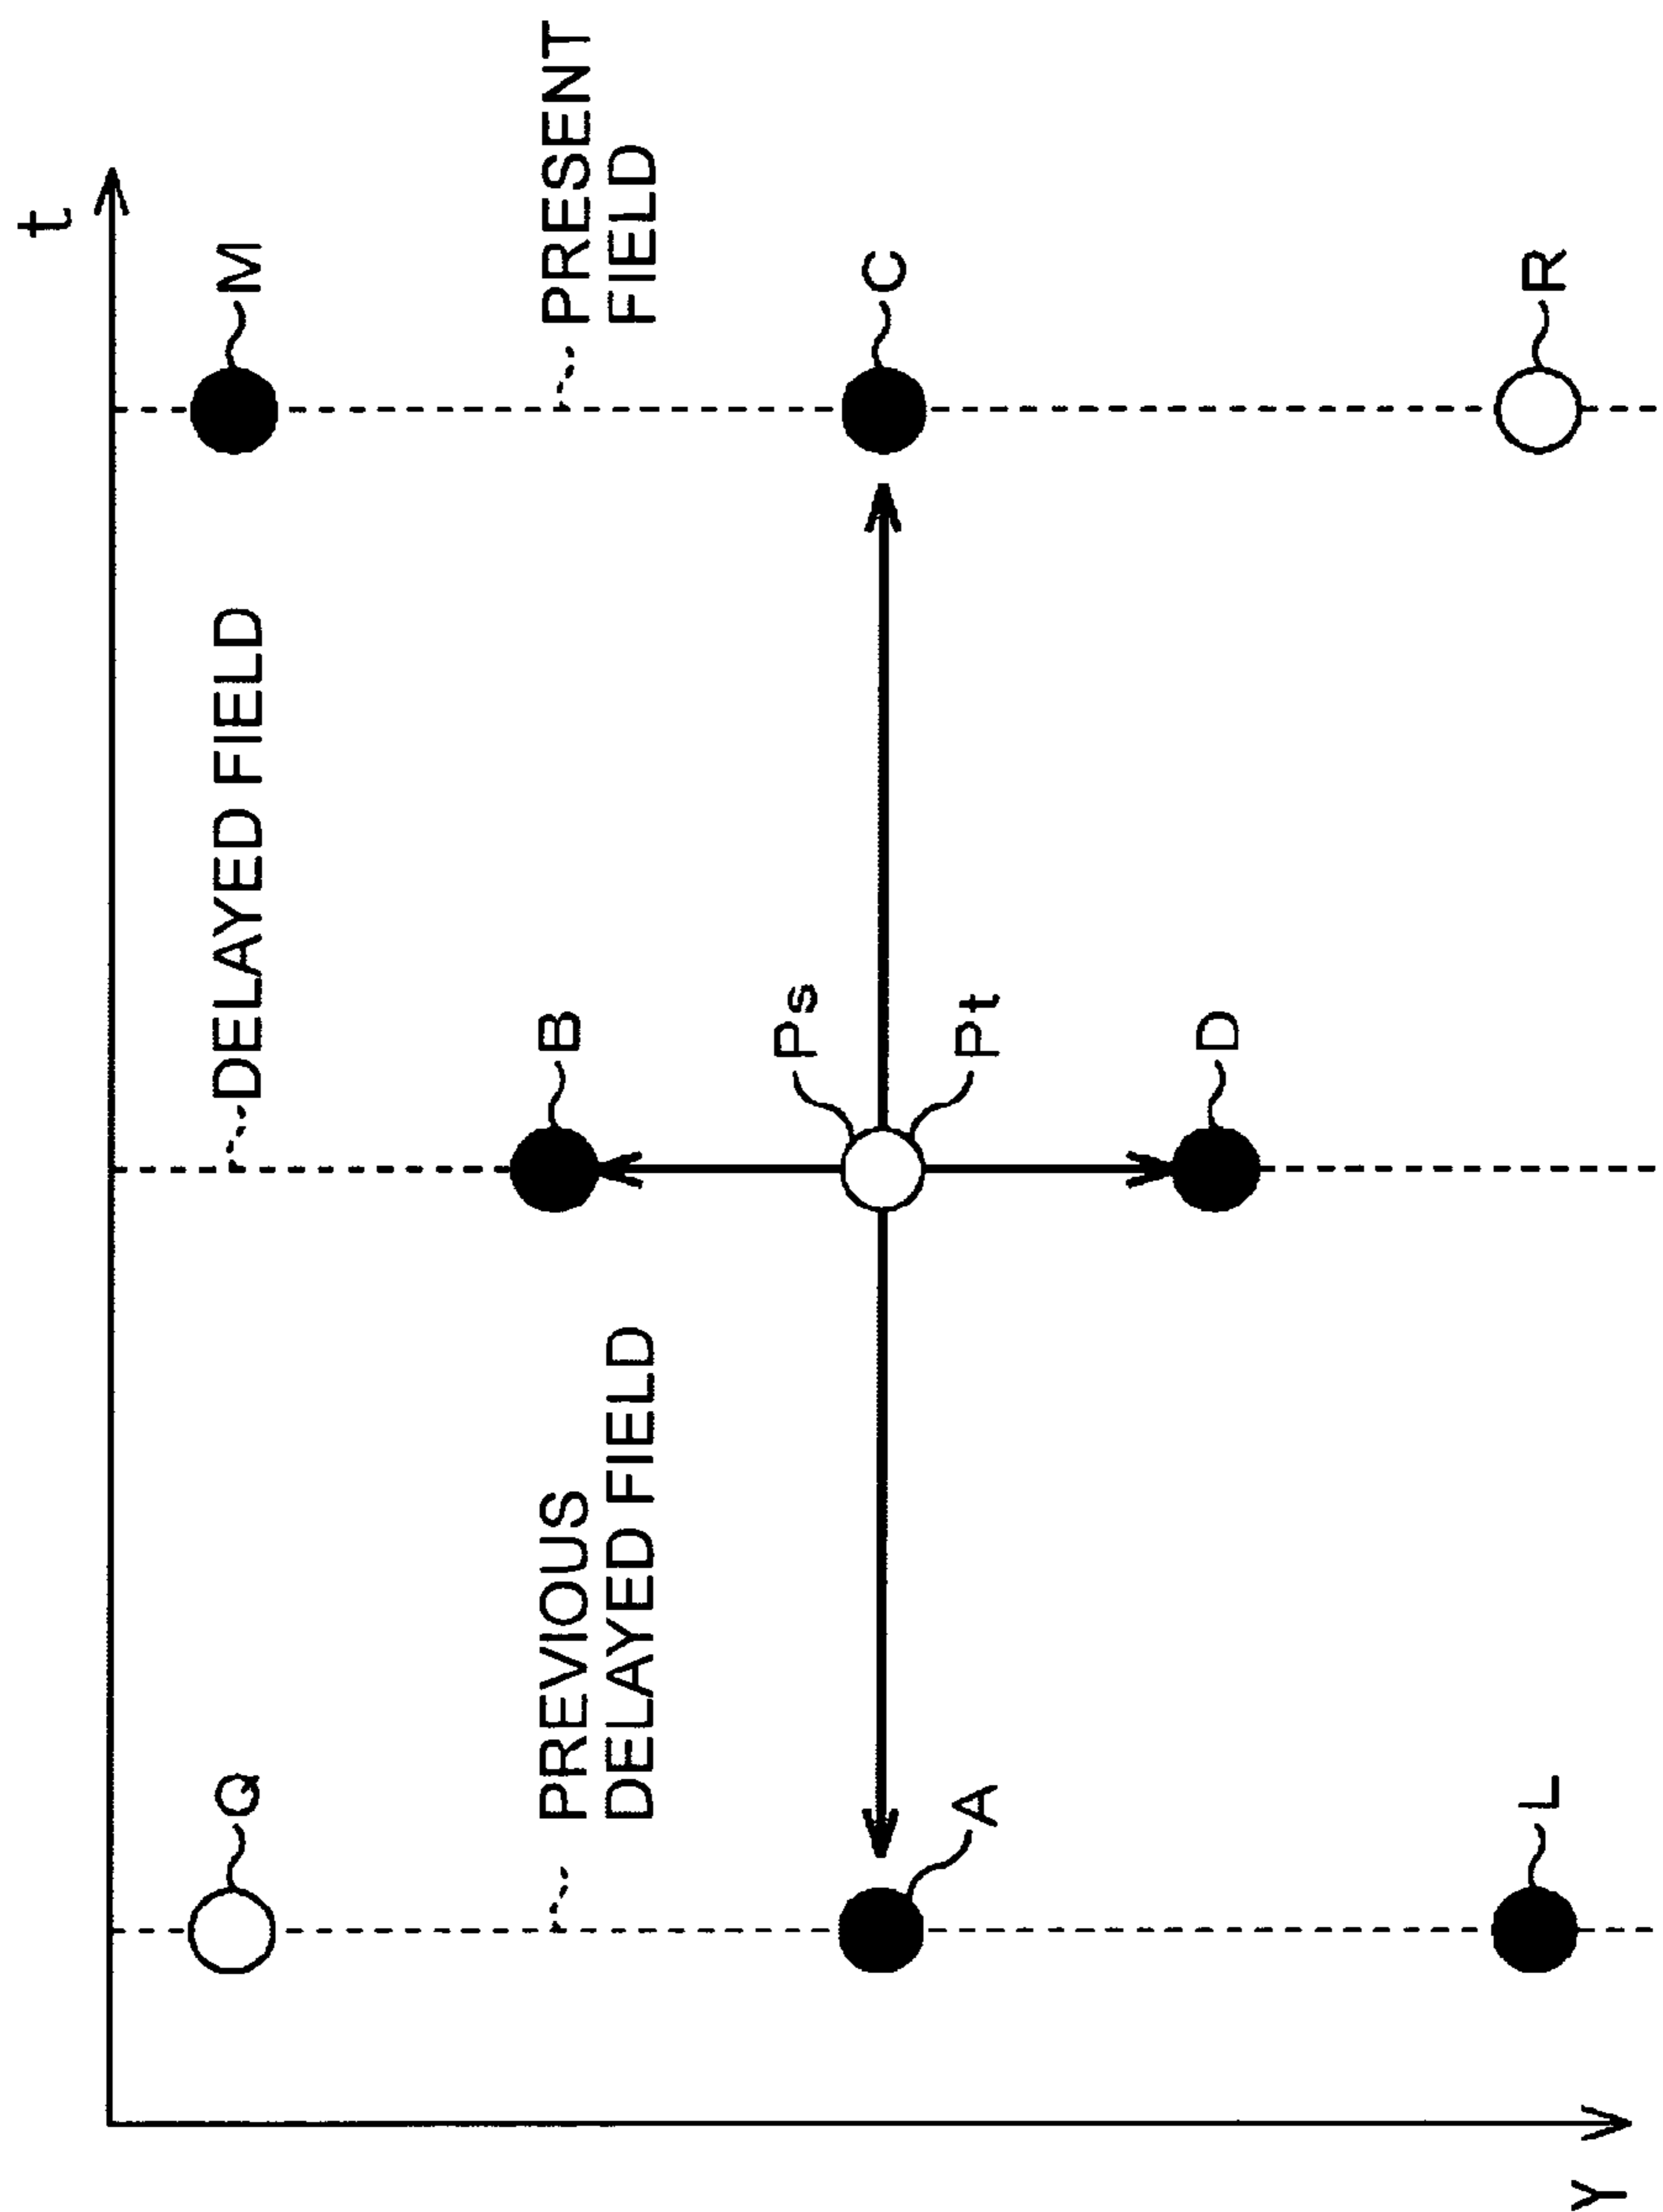 t
Q
DELAYED FIELD
M
PREVIOUS
DELAYED FIELD
B
PRESENT
FIELD
Ps
C
A
Pt
D
L
R
Y